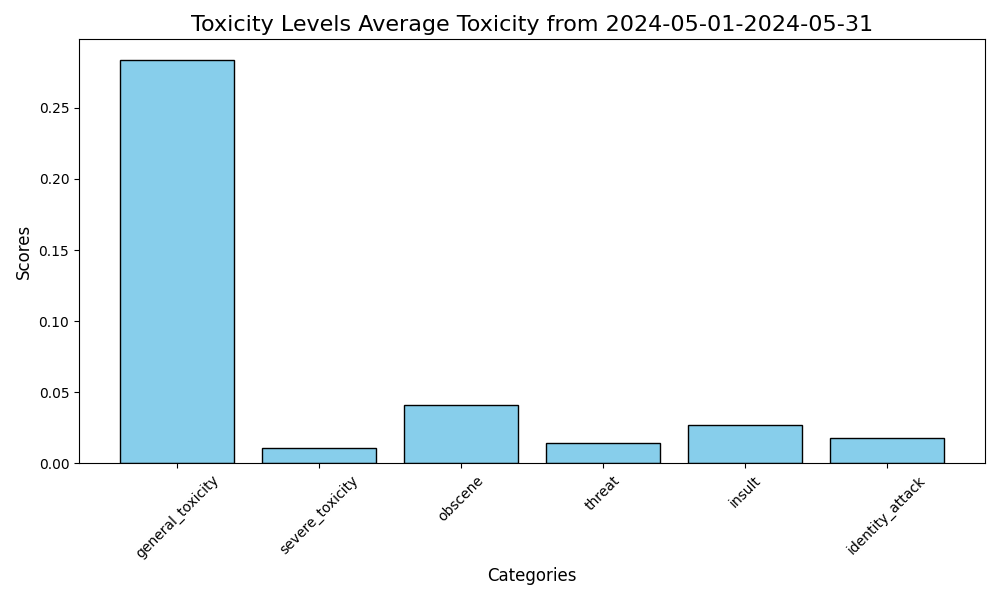 Toxicity Levels Average Toxicity from 2024-05-01-2024-05-31
Scores
0.25
0.20
0.15
0.10
0.05
0.00
general_toxicity
severe_toxicity
obscene
threat
insult
identity_attack
Categories